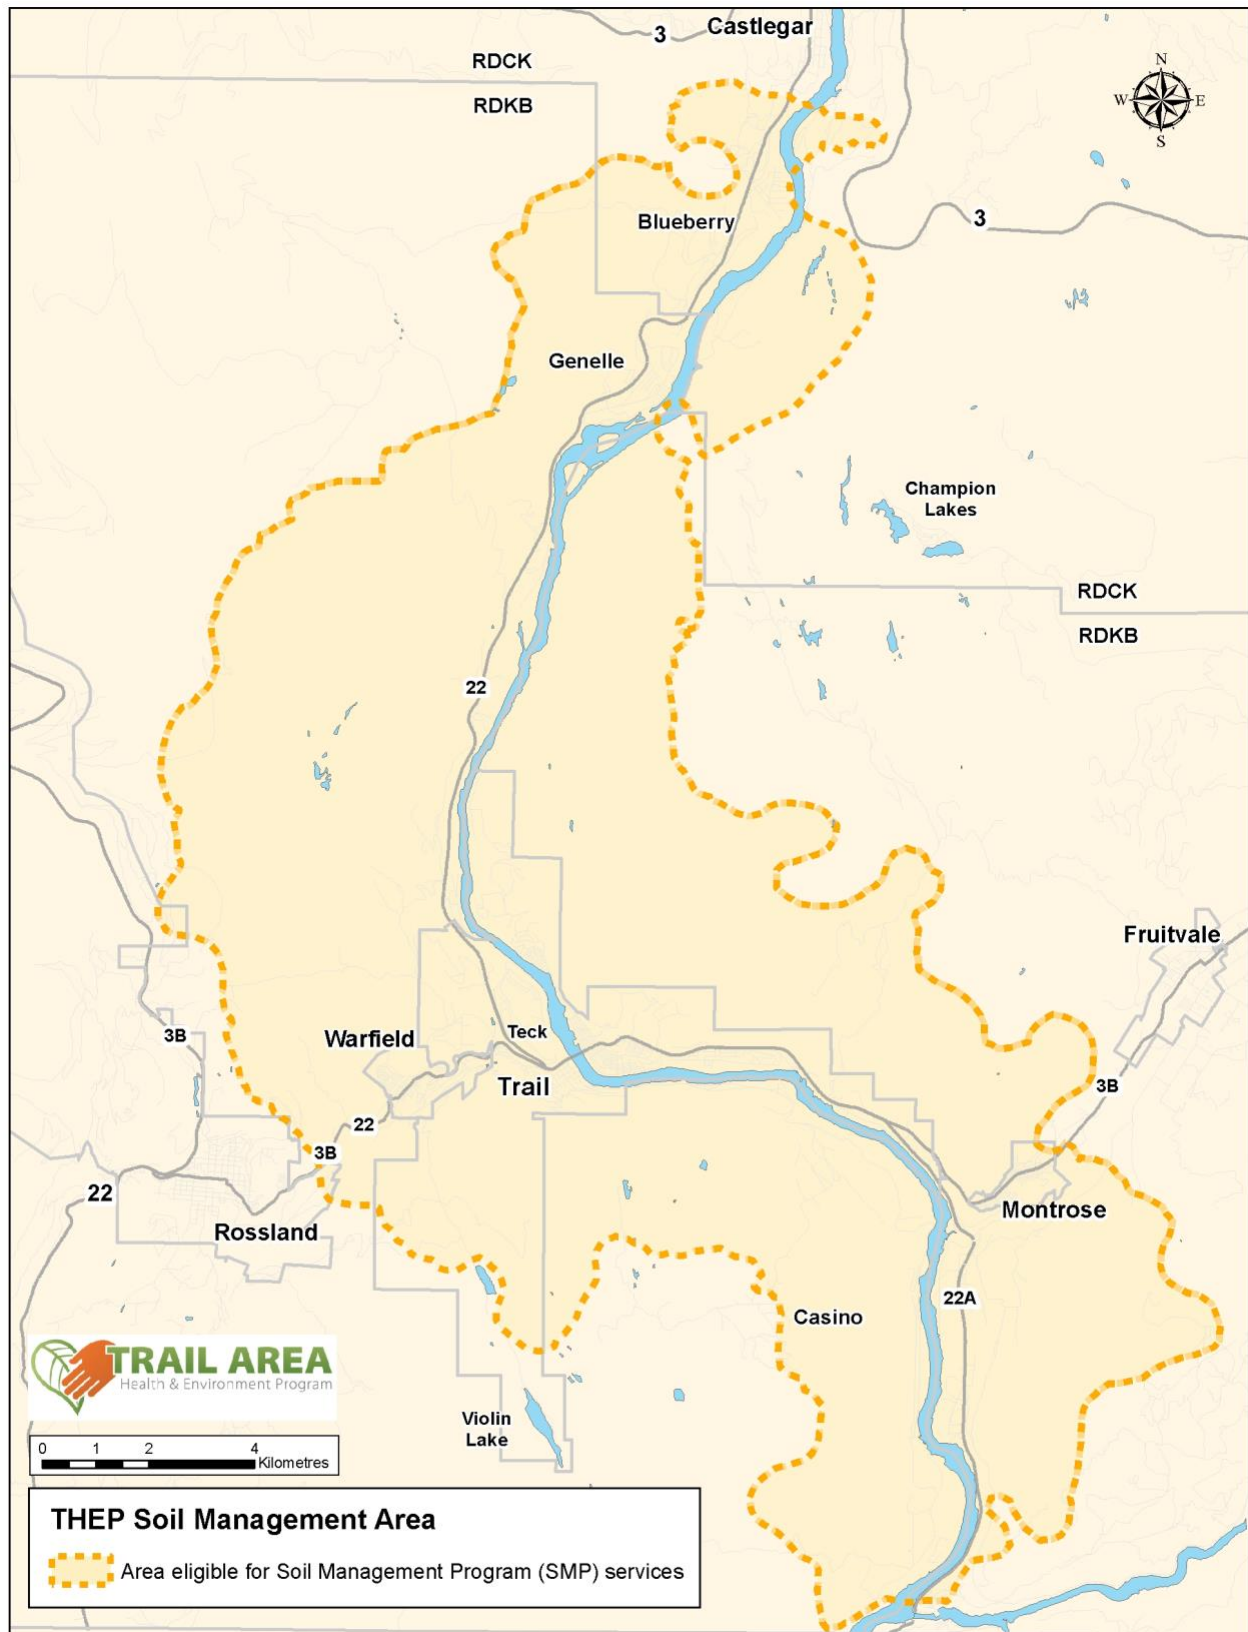 3
Castlegar
RDCK
RDKB
N
W
E
S
Blueberry
3
Genelle
Champion
Lakes
RDCK
RDKB
22
Fruitvale
Warfield
Teck
3B
Trail
3B
22
3B
22
Rossland
Montrose
22A
Casino
TRAIL AREA
Health & Environment Program
Violin
Lake
0 1 2 4
Kilometres
THEP Soil Management Area
Area eligible for Soil Management Program (SMP) services